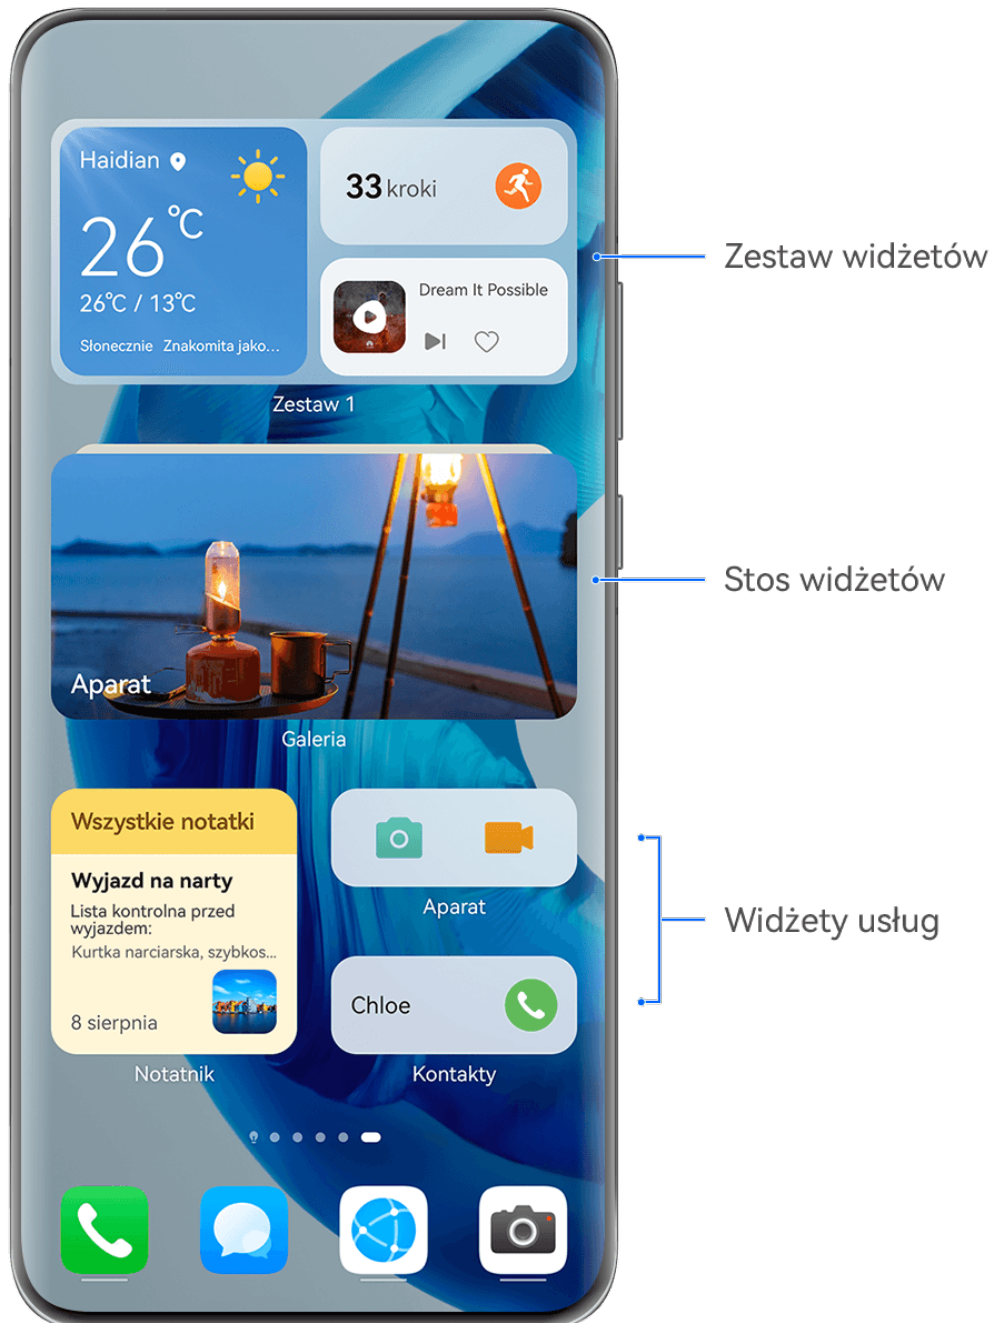 Haidian
26°C
26°C / 13°C
Słonecznie Znakomita jako...
33 kroki
Dream It Possible
Zestaw 1
Zestaw widżetów
Aparat
Galeria
Stos widżetów
Wszystkie notatki
Wyjazd na narty
Lista kontrolna przed
wyjazdem:
Kurtka narciarska, szybkos...
8 sierpnia
Notatnik
Aparat
Chloe
Kontakty
Widżety usług